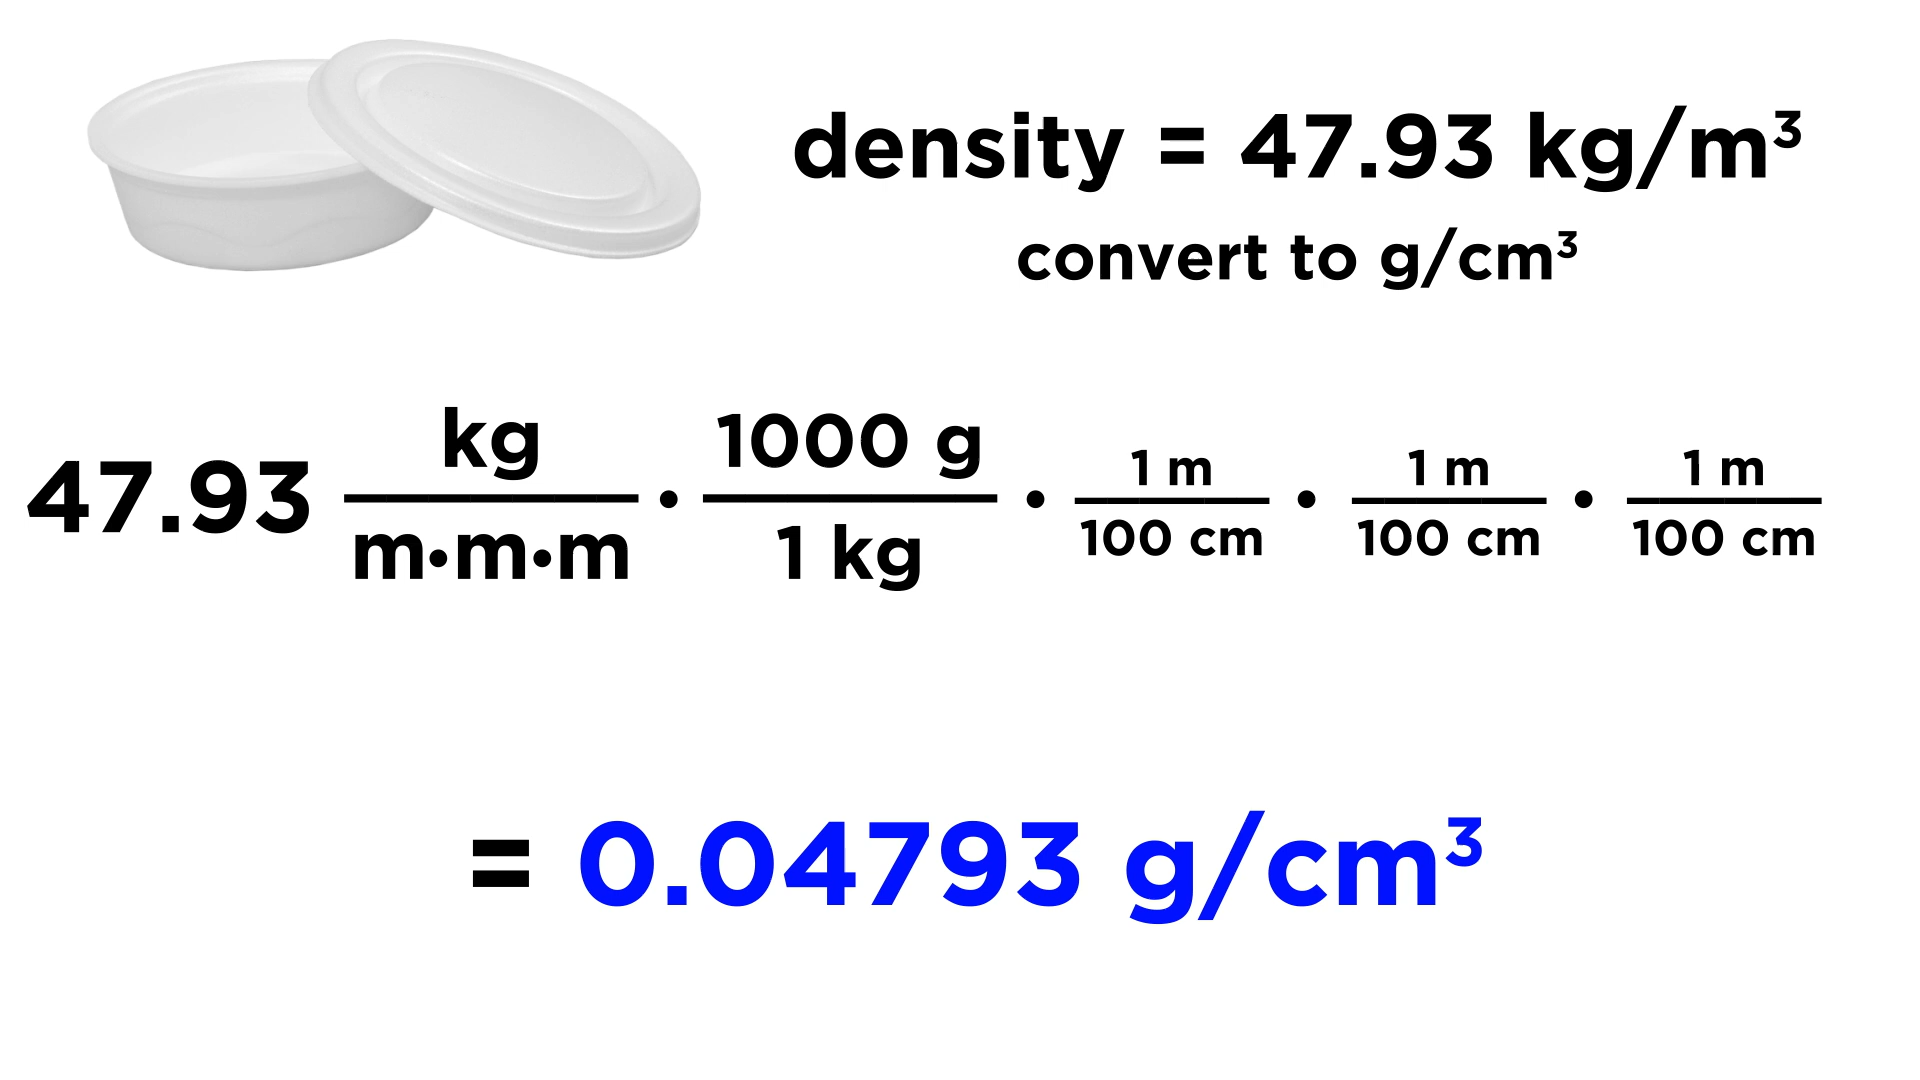 density = 47.93 kg/m³
convert to g/cm³
47.93 kg/m·m·m · 1000 g/1 kg · 1 m/100 cm · 1 m/100 cm · 1 m/100 cm
= 0.04793 g/cm³